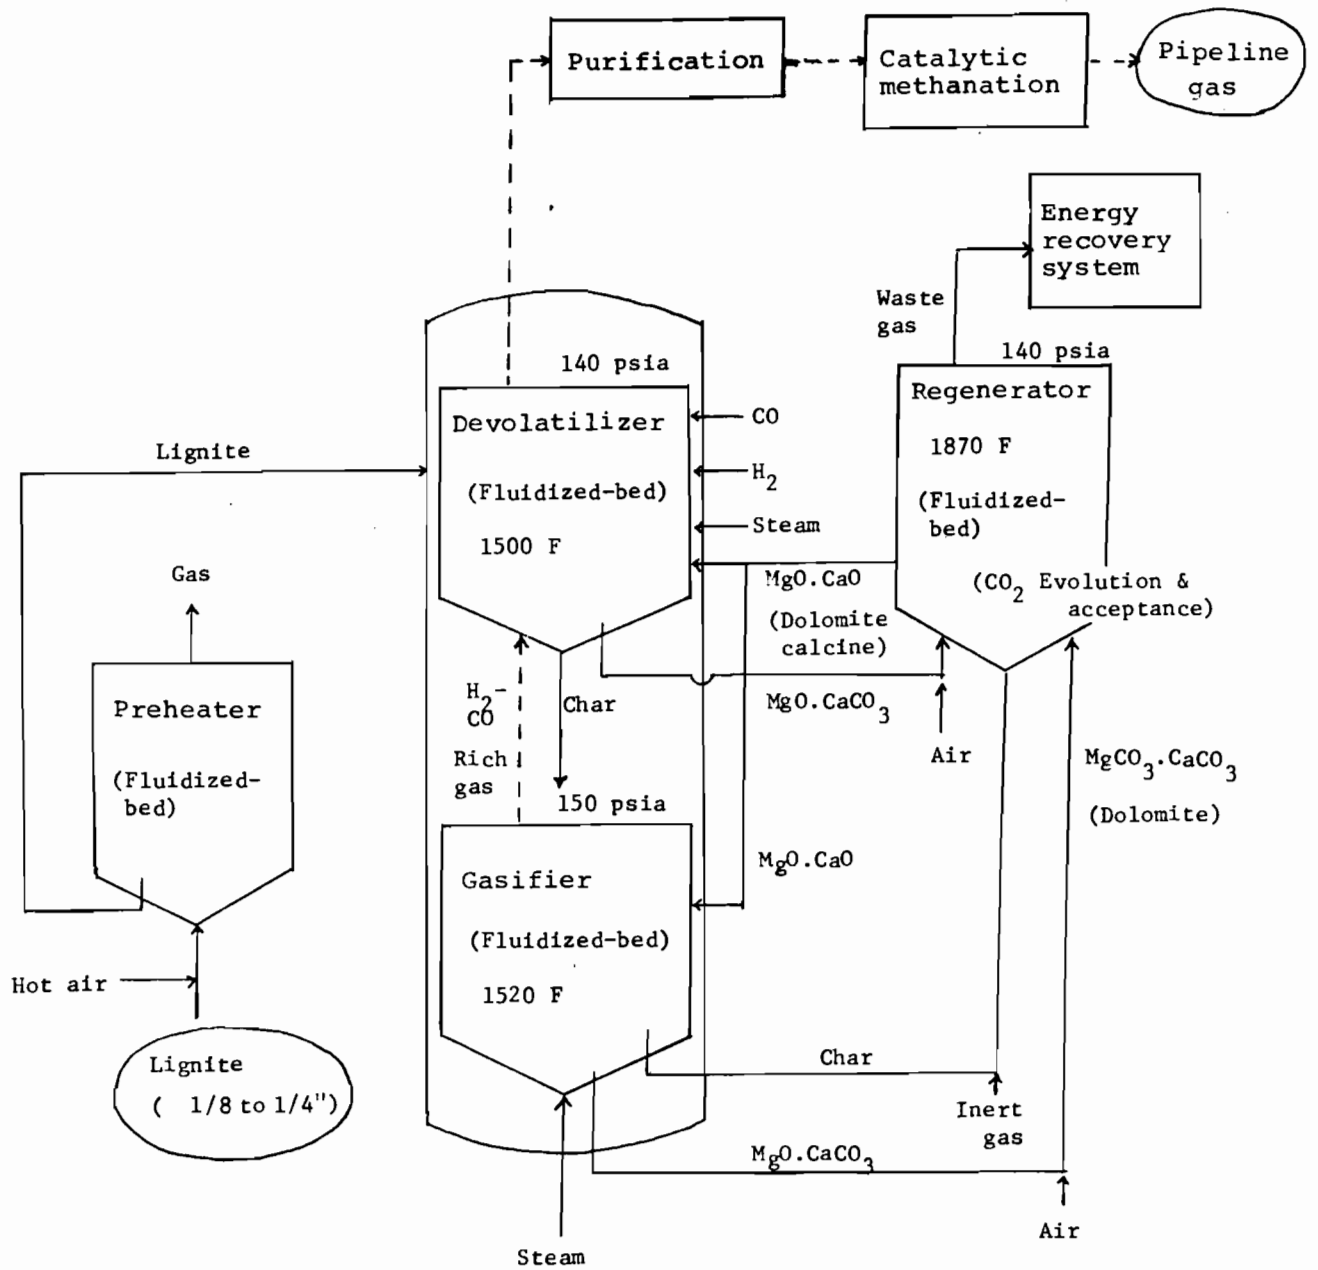 Purification
Catalytic
methanation
Pipeline
gas
Energy
recovery
system
Waste
gas
140 psia
140 psia
Devolatilizer
(Fluidized-bed)
1500 F
CO
H2
Steam
Regenerator
1870 F
(Fluidized-
bed)
(CO2 Evolution &
acceptance)
Lignite
Gas
MgO.CaO
(Dolomite
calcine)
Preheater
(Fluidized-
bed)
H2-
CO
Rich
gas
Char
MgO.CaCO3
Air
MgCO3.CaCO3
(Dolomite)
150 psia
Gasifier
(Fluidized-bed)
1520 F
MgO.CaO
Hot air
Lignite
( 1/8 to 1/4")
Char
Inert
gas
MgO.CaCO3
Air
Steam